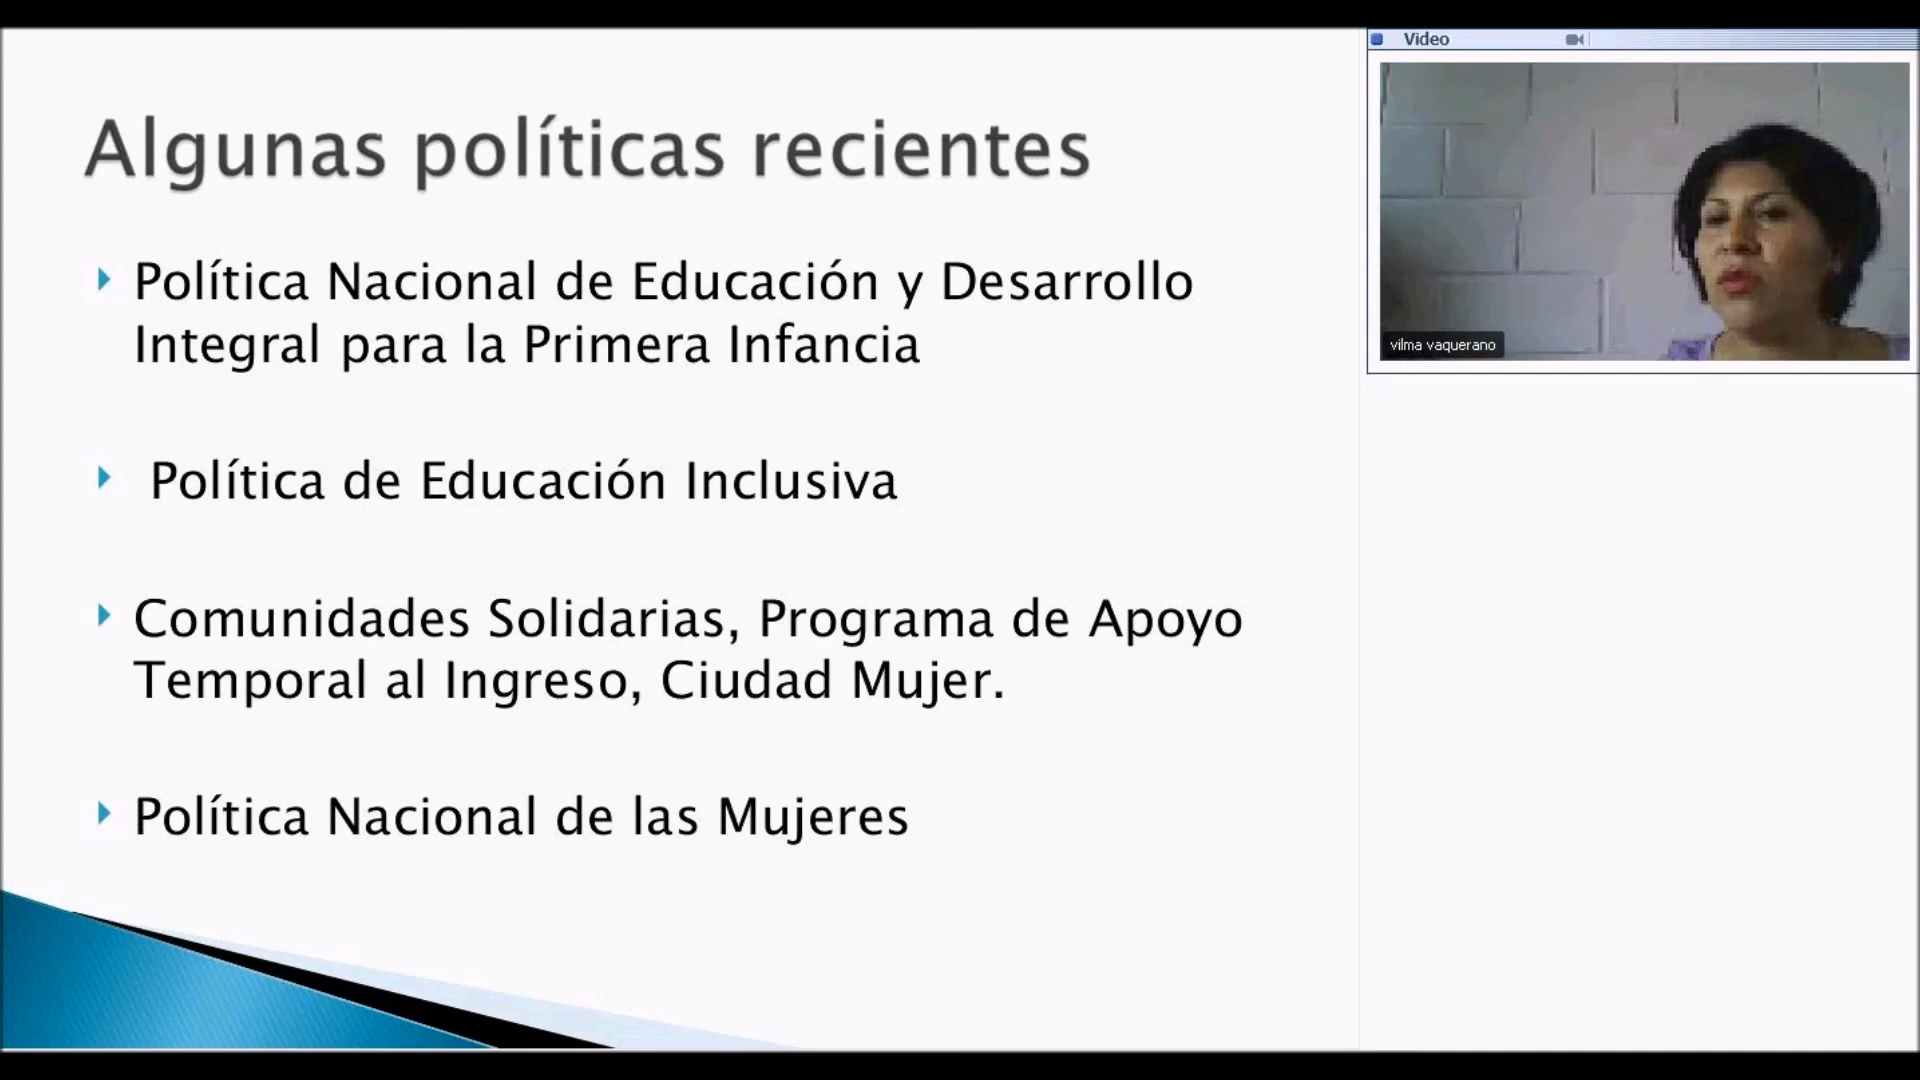 Algunas políticas recientes
Política Nacional de Educación y Desarrollo
Integral para la Primera Infancia
Política de Educación Inclusiva
Comunidades Solidarias, Programa de Apoyo
Temporal al Ingreso, Ciudad Mujer.
Política Nacional de las Mujeres
Video
vilma vaquerano